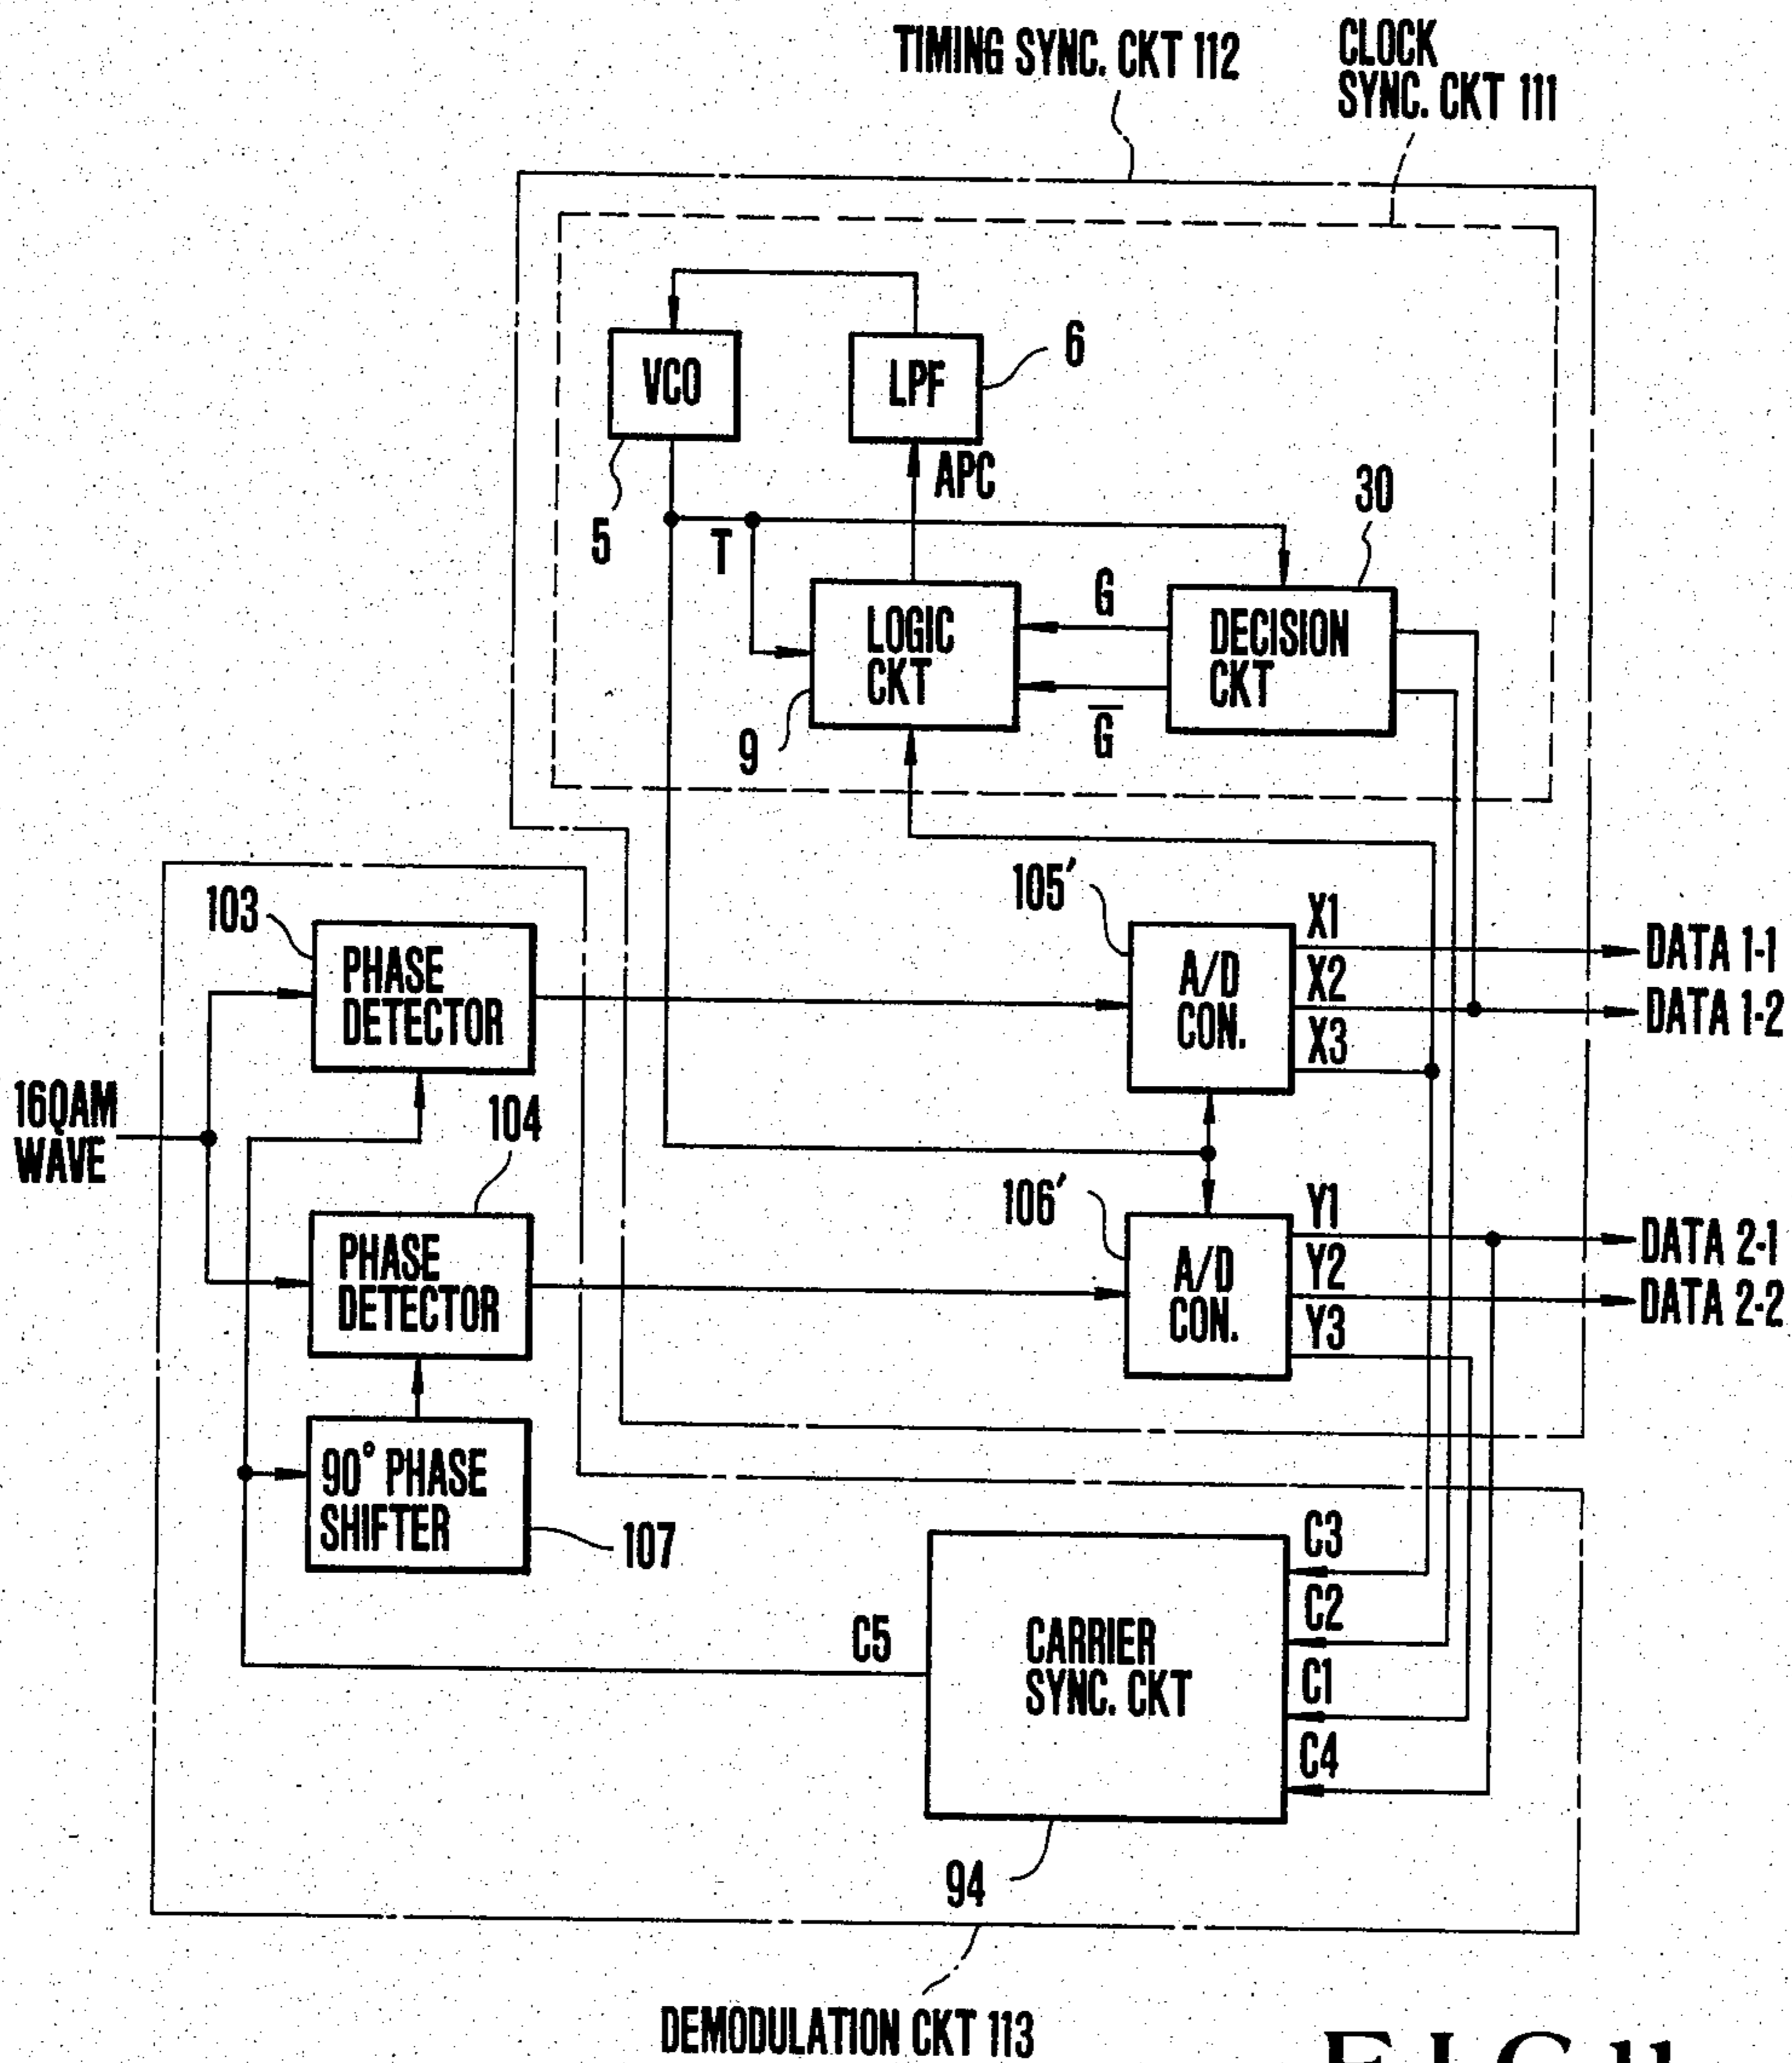 TIMING SYNC. CKT 112
CLOCK
SYNC. CKT 111
VCO
LPF
6
APC
5
T
30
LOGIC
CKT
G
DECISION
CKT
G̅
9
103
PHASE
DETECTOR
105′
A/D
CON.
X1
X2
X3
DATA 1-1
DATA 1-2
16QAM
WAVE
104
PHASE
DETECTOR
106′
A/D
CON.
Y1
Y2
Y3
DATA 2-1
DATA 2-2
90° PHASE
SHIFTER
107
C5
CARRIER
SYNC. CKT
C3
C2
C1
C4
94
DEMODULATION CKT 113
FIG.11